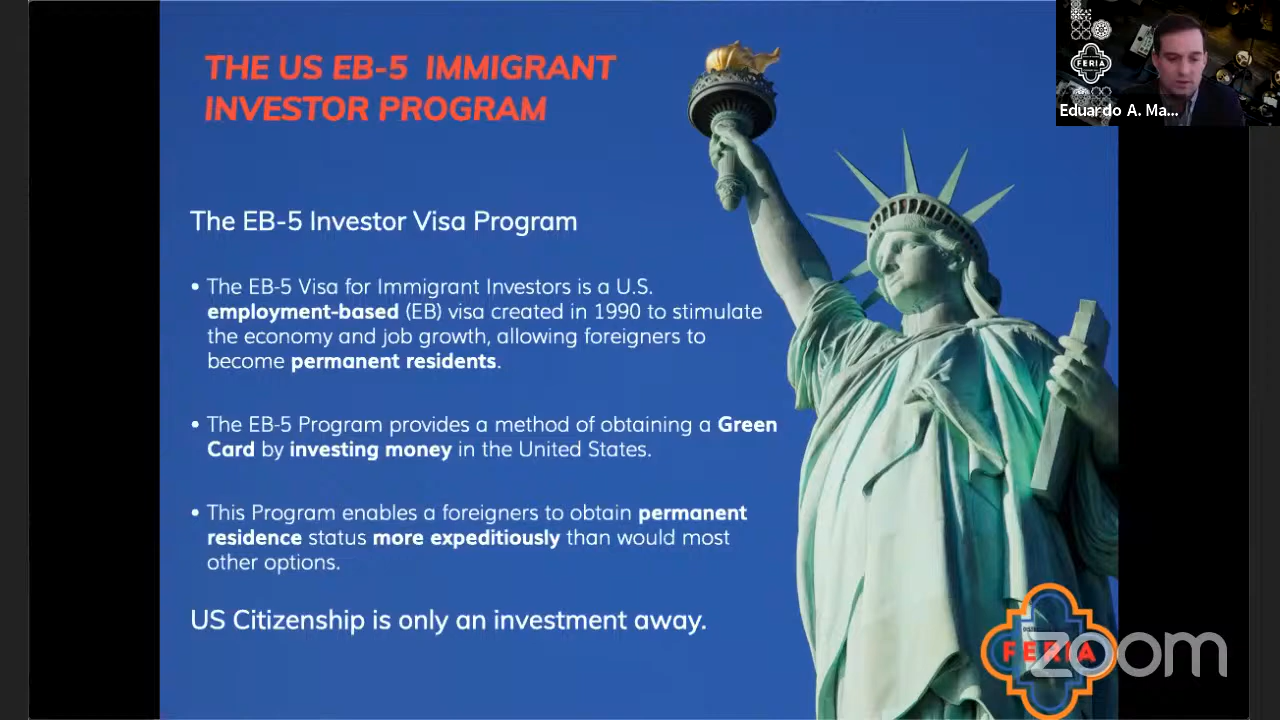 THE US EB-5 IMMIGRANT
INVESTOR PROGRAM
FERIA
Eduardo A. Ma...
The EB-5 Investor Visa Program
• The EB-5 Visa for Immigrant Investors is a U.S.
employment-based (EB) visa created in 1990 to stimulate
the economy and job growth, allowing foreigners to
become permanent residents.
• The EB-5 Program provides a method of obtaining a Green
Card by investing money in the United States.
• This Program enables a foreigners to obtain permanent
residence status more expeditiously than would most
other options.
US Citizenship is only an investment away.
FERIA
zoom